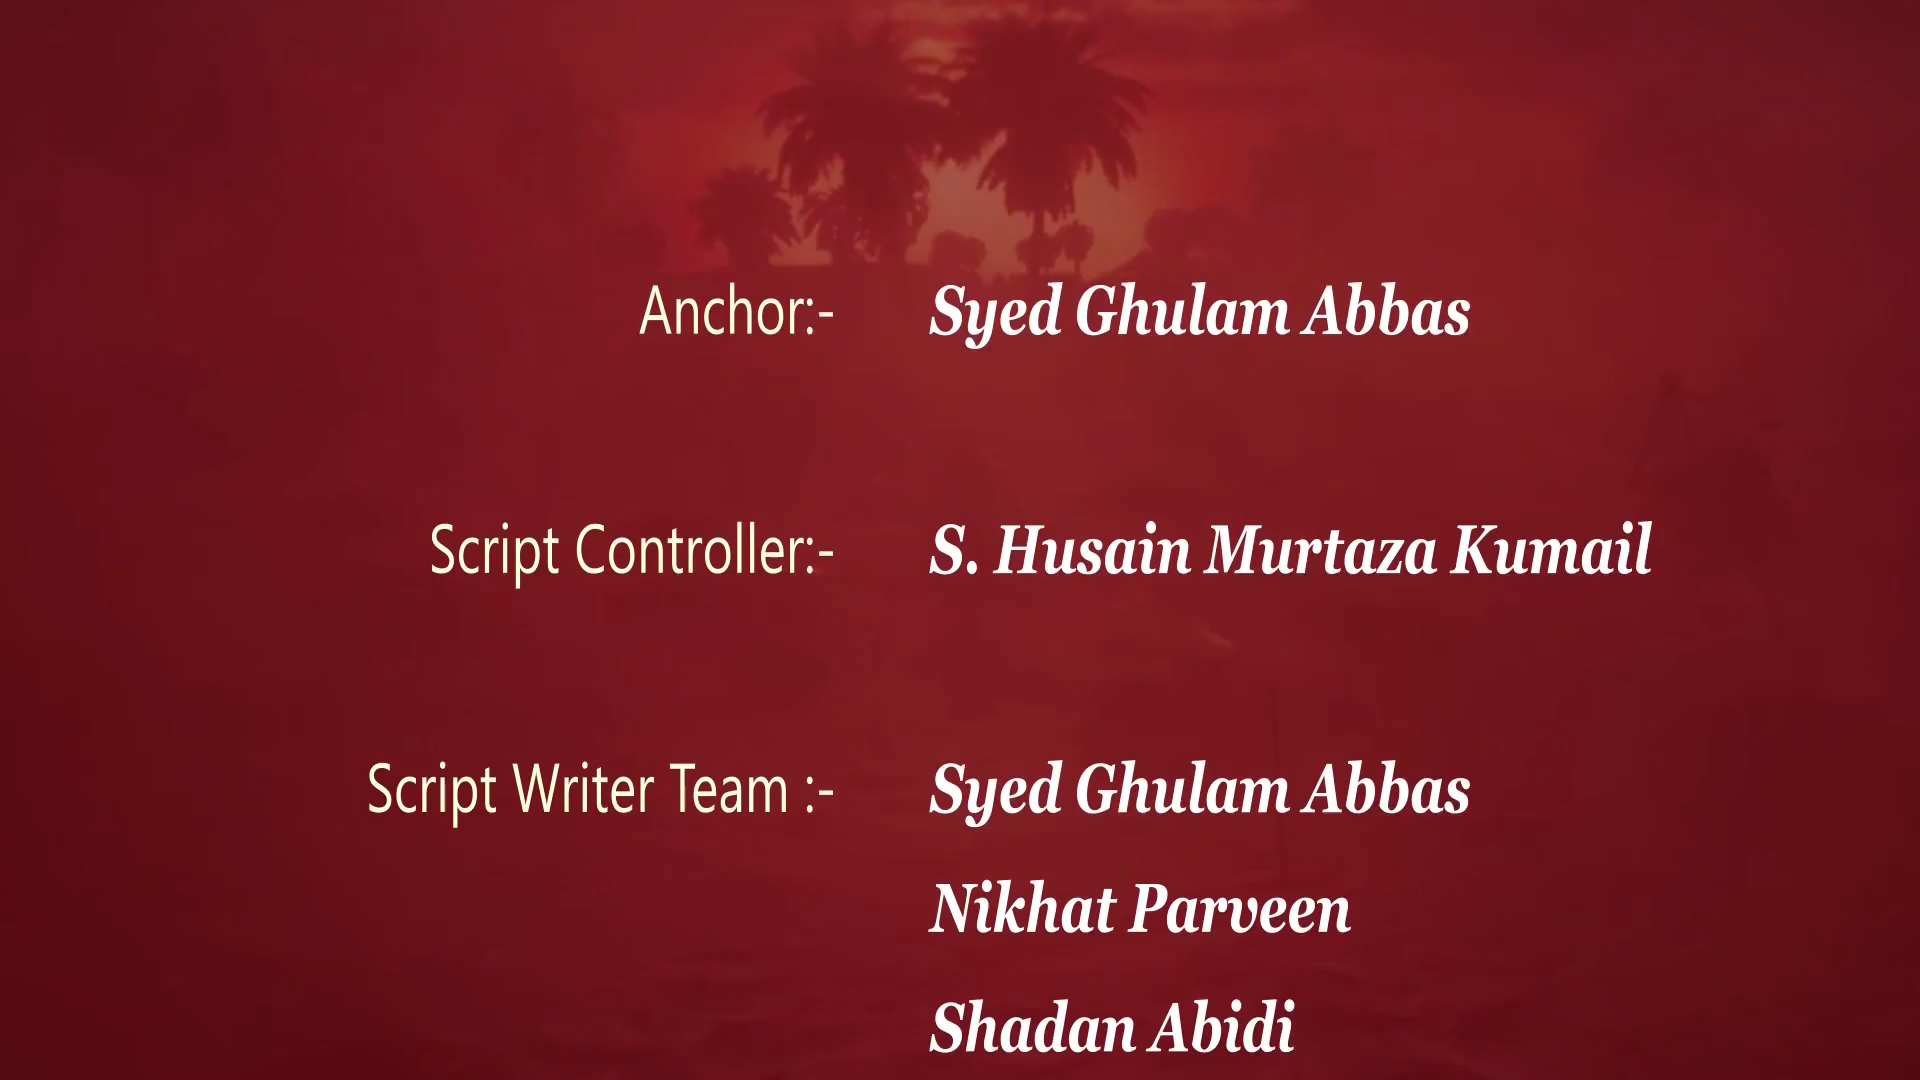 Anchor:- Syed Ghulam Abbas
Script Controller:- S. Husain Murtaza Kumail
Script Writer Team :- Syed Ghulam Abbas
Nikhat Parveen
Shadan Abidi